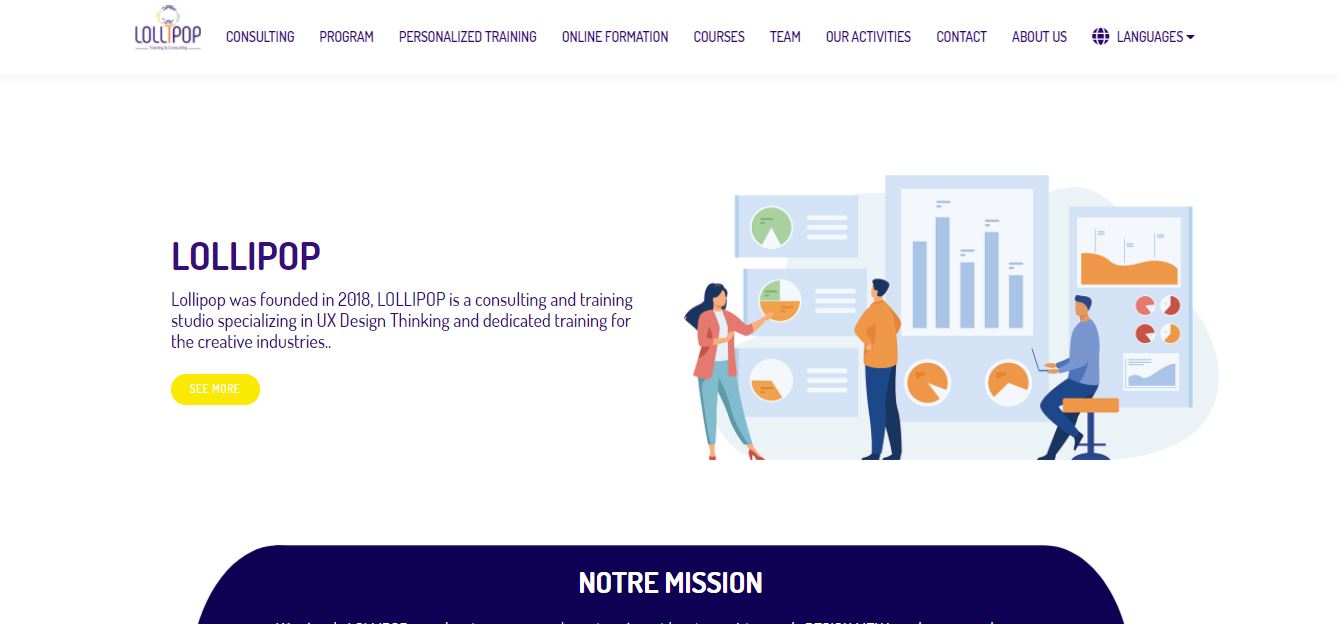 LOLLIPOP
Training & Consulting
CONSULTING
PROGRAM
PERSONALIZED TRAINING
ONLINE FORMATION
COURSES
TEAM
OUR ACTIVITIES
CONTACT
ABOUT US
LANGUAGES
LOLLIPOP
Lollipop was founded in 2018, LOLLIPOP is a consulting and training
studio specializing in UX Design Thinking and dedicated training for
the creative industries..
SEE MORE
NOTRE MISSION